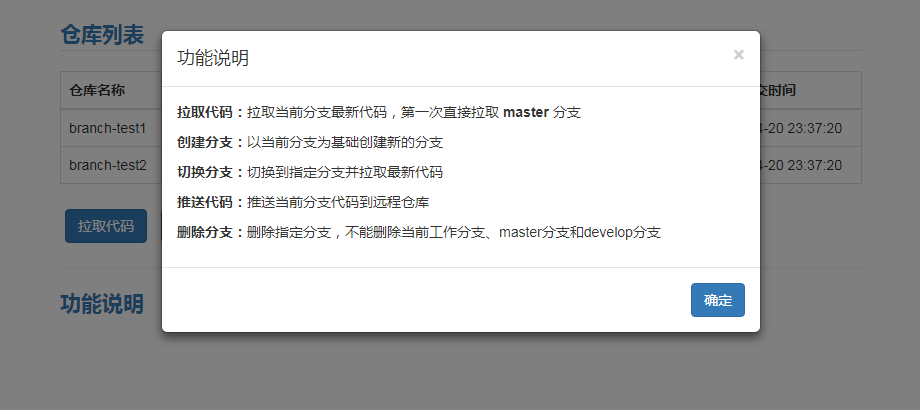 仓库列表
功能说明
×
仓库名称
交时间
拉取代码：拉取当前分支最新代码，第一次直接拉取 master 分支
branch-test1
创建分支：以当前分支为基础创建新的分支
-20 23:37:20
branch-test2
切换分支：切换到指定分支并拉取最新代码
-20 23:37:20
推送代码：推送当前分支代码到远程仓库
拉取代码
删除分支：删除指定分支，不能删除当前工作分支、master分支和develop分支
功能说明
确定